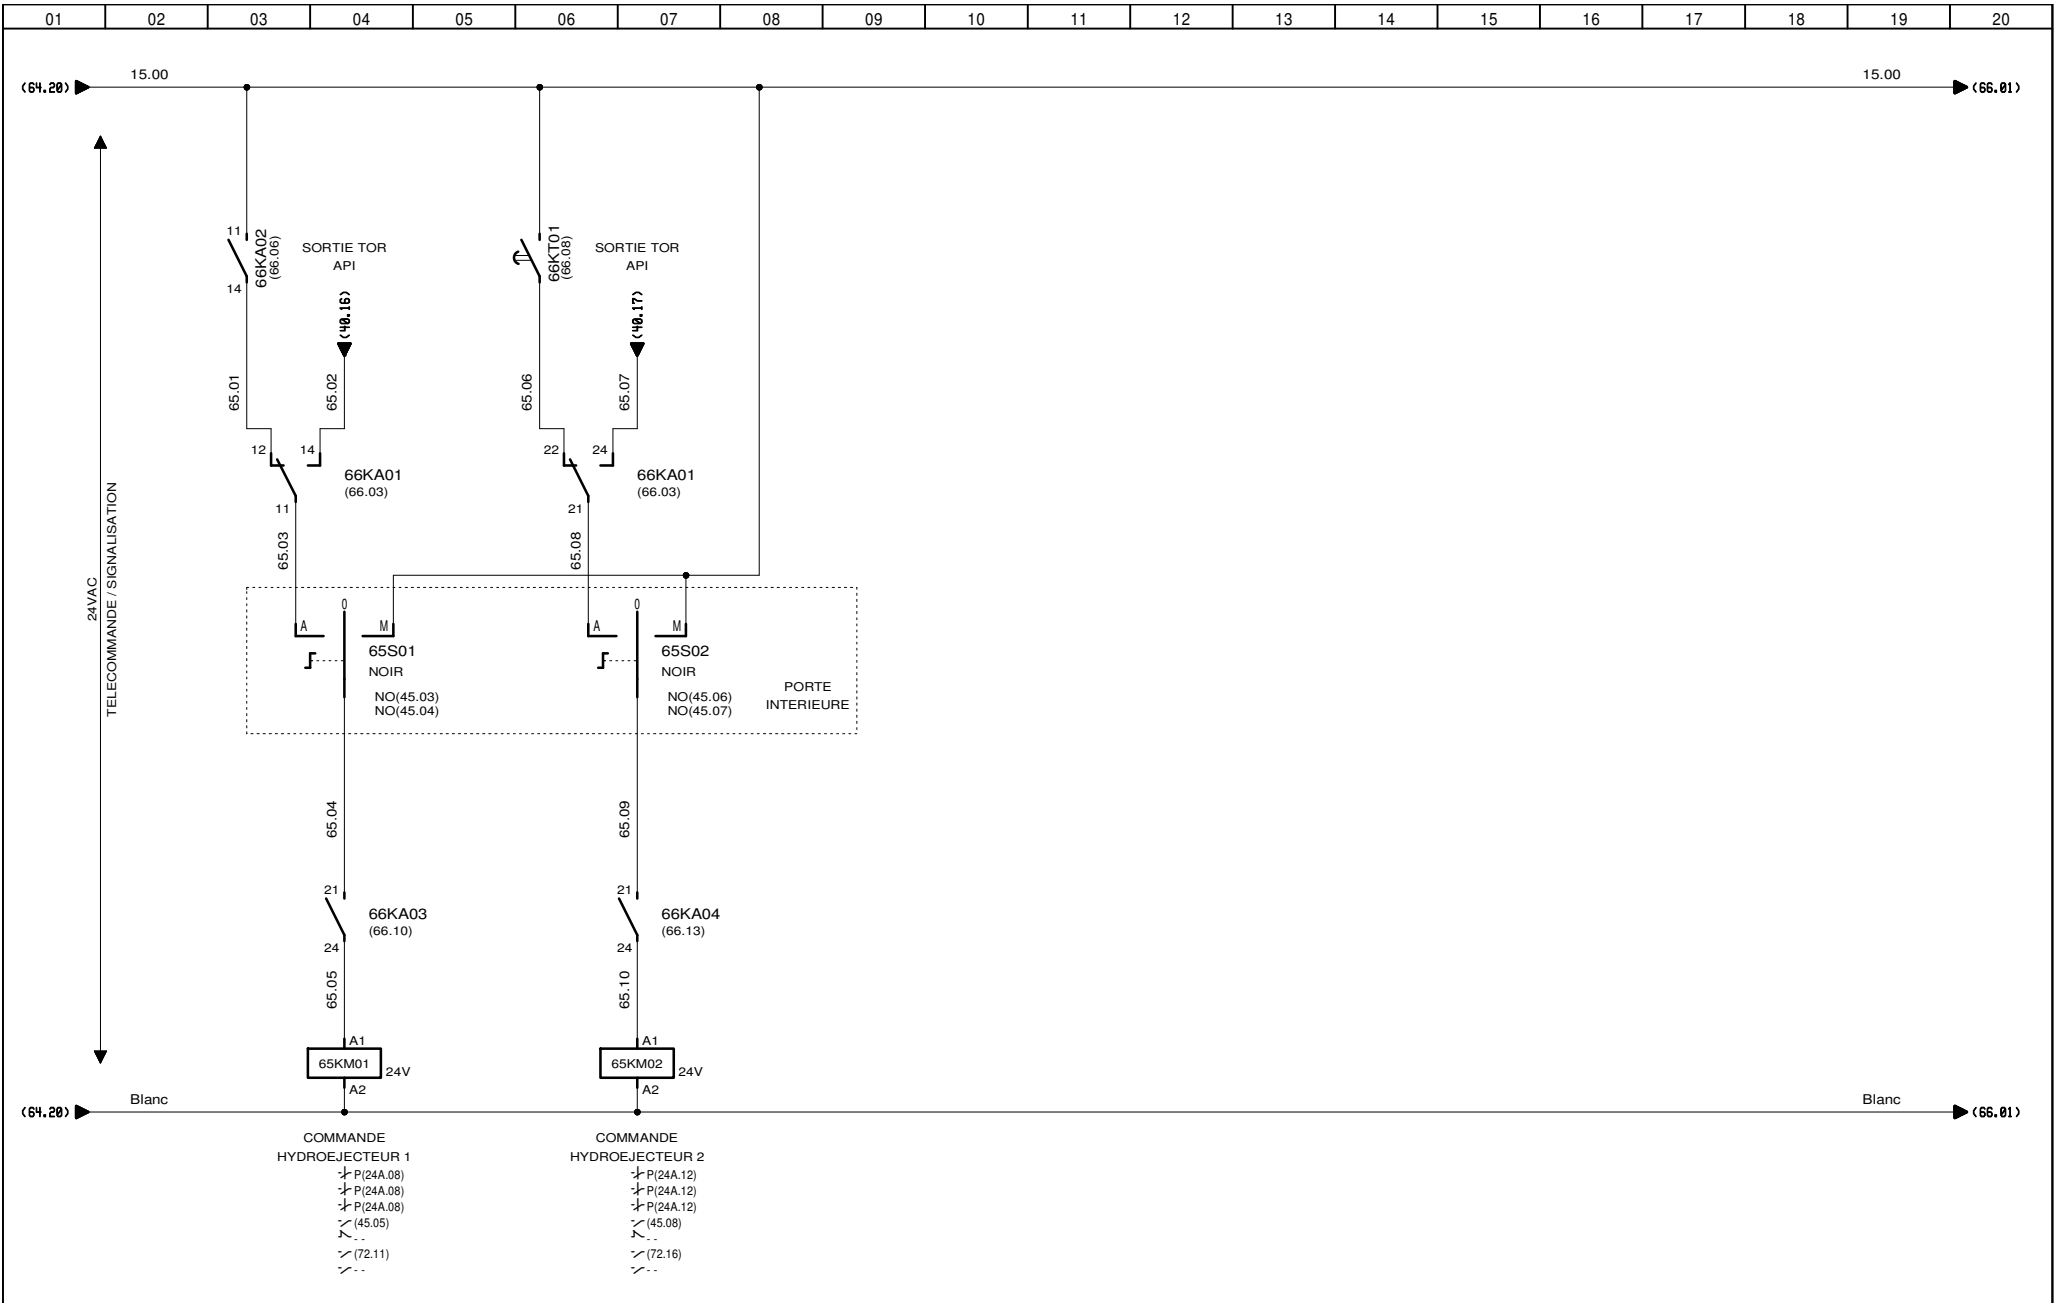 01 02 03 04 05 06 07 08 09 10 11 12 13 14 15 16 17 18 19 20
15.00 15.00
(64.20) (66.01)
11
66KA02
(66.06)
14
SORTIE TOR
API
(40.16)
66KT01
(66.08)
SORTIE TOR
API
(40.17)
65.01
65.02
65.06
65.07
12 14
66KA01
(66.03)
11
22 24
66KA01
(66.03)
21
24VAC
TELECOMMANDE / SIGNALISATION
65.03
65.08
0
A M
65S01
NOIR
NO(45.03)
NO(45.04)
0
A M
65S02
NOIR
NO(45.06)
NO(45.07)
PORTE
INTERIEURE
65.04
65.09
21
66KA03
(66.10)
24
21
66KA04
(66.13)
24
65.05
65.10
A1
65KM01
24V
A2
A1
65KM02
24V
A2
Blanc Blanc
(64.20) (66.01)
COMMANDE
HYDROEJECTEUR 1
P(24A.08)
P(24A.08)
P(24A.08)
(45.05)
- -
(72.11)
- -
COMMANDE
HYDROEJECTEUR 2
P(24A.12)
P(24A.12)
P(24A.12)
(45.08)
- -
(72.16)
- -